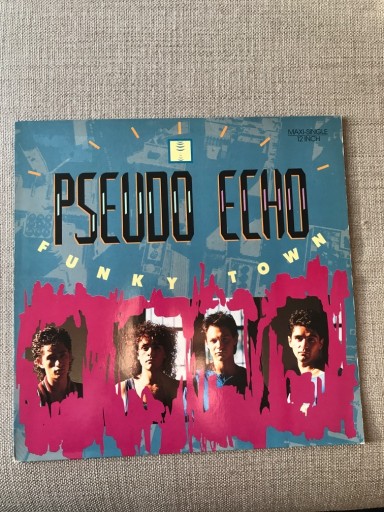 MAXI-SINGLE
12 INCH
PSEUDO ECHO
FUNKY TOWN